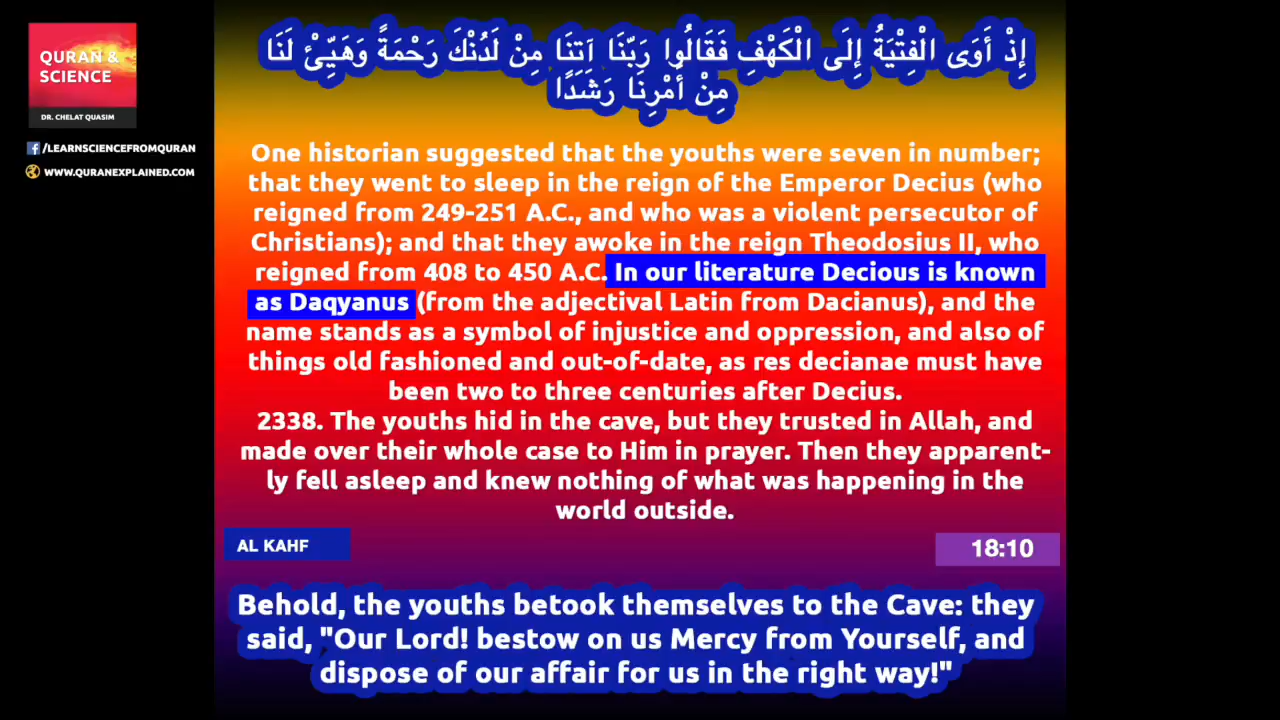 QURAN &
SCIENCE
DR. CHELAT QUASIM
/LEARNSCIENCEFROMQURAN
WWW.QURANEXPLAINED.COM
إِذْ أَوَى الْفِتْيَةُ إِلَى الْكَهْفِ فَقَالُوا رَبَّنَا آتِنَا مِنْ لَدُنْكَ رَحْمَةً وَهَيِّئْ لَنَا
مِنْ أَمْرِنَا رَشَدًا
One historian suggested that the youths were seven in number;
that they went to sleep in the reign of the Emperor Decius (who
reigned from 249-251 A.C., and who was a violent persecutor of
Christians); and that they awoke in the reign Theodosius II, who
reigned from 408 to 450 A.C. In our literature Decious is known
as Daqyanus (from the adjectival Latin from Dacianus), and the
name stands as a symbol of injustice and oppression, and also of
things old fashioned and out-of-date, as res decianae must have
been two to three centuries after Decius.
2338. The youths hid in the cave, but they trusted in Allah, and
made over their whole case to Him in prayer. Then they apparent-
ly fell asleep and knew nothing of what was happening in the
world outside.
AL KAHF
18:10
Behold, the youths betook themselves to the Cave: they
said, "Our Lord! bestow on us Mercy from Yourself, and
dispose of our affair for us in the right way!"